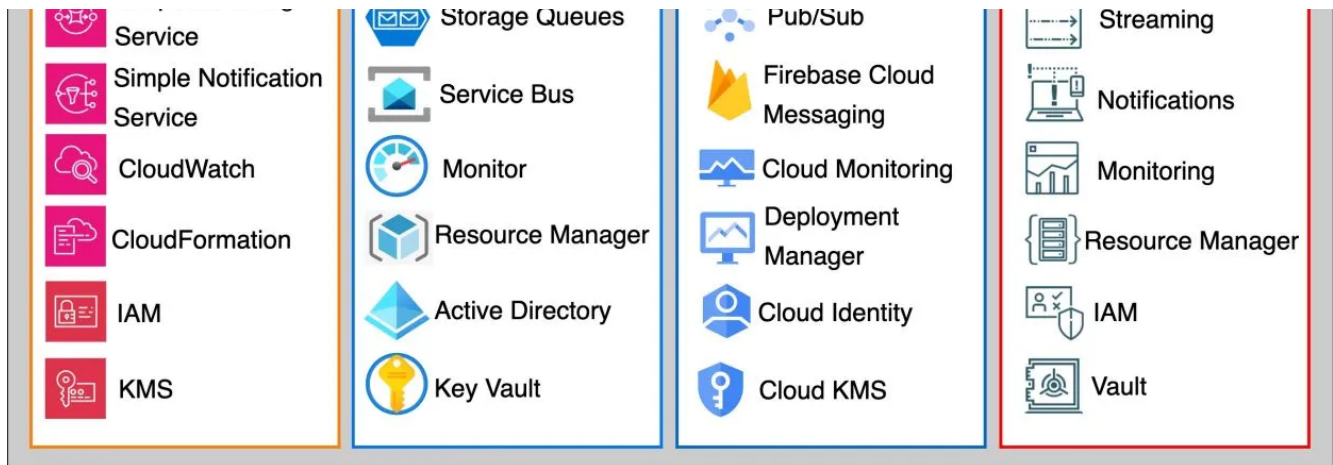 Service
Simple Notification
Service
CloudWatch
CloudFormation
IAM
KMS
Storage Queues
Service Bus
Monitor
Resource Manager
Active Directory
Key Vault
Pub/Sub
Firebase Cloud
Messaging
Cloud Monitoring
Deployment
Manager
Cloud Identity
Cloud KMS
Streaming
Notifications
Monitoring
Resource Manager
IAM
Vault